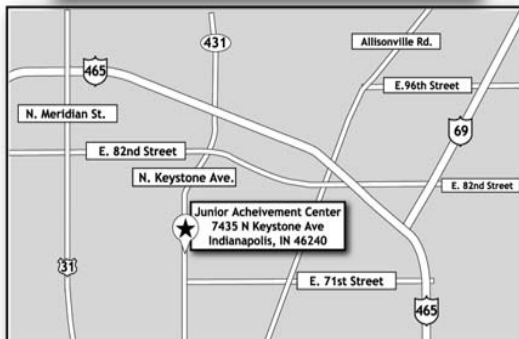 431
Allisonville Rd.
465
E.96th Street
N. Meridian St.
69
E. 82nd Street
N. Keystone Ave.
E. 82nd Street
Junior Acheivement Center
7435 N Keystone Ave
Indianapolis, IN 46240
31
E. 71st Street
465